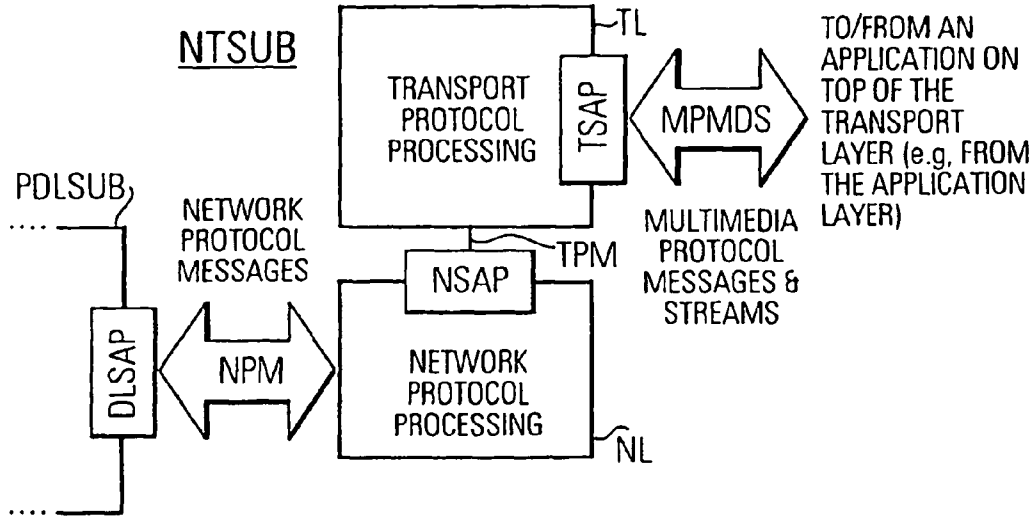 NTSUB
TL
TRANSPORT
PROTOCOL
PROCESSING
TSAP
MPMDS
TO/FROM AN
APPLICATION ON
TOP OF THE
TRANSPORT
LAYER (e.g, FROM
THE APPLICATION
LAYER)
MULTIMEDIA
PROTOCOL
MESSAGES &
STREAMS
TPM
PDLSUB
NETWORK
PROTOCOL
MESSAGES
DLSAP
NPM
NSAP
NETWORK
PROTOCOL
PROCESSING
NL